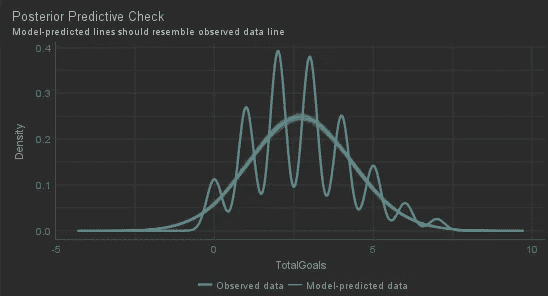 Posterior Predictive Check
Model-predicted lines should resemble observed data line
0.4
0.3
0.2
0.1
0.0
Density
-5
0
5
10
TotalGoals
Observed data
Model-predicted data